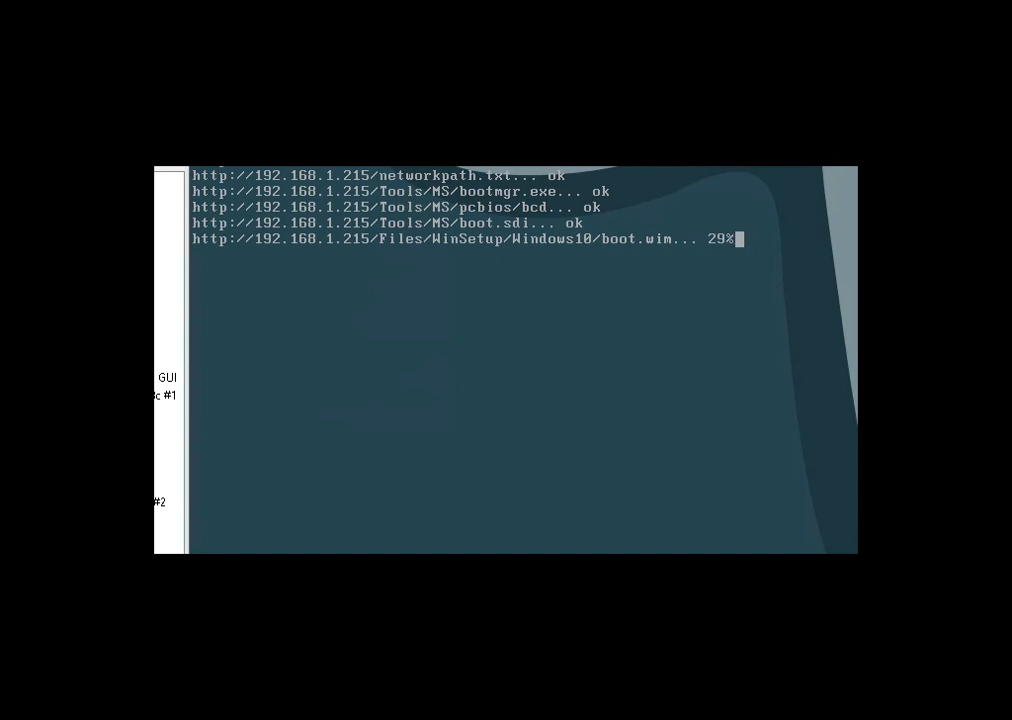 http://192.168.1.215/networkpath.txt... ok
http://192.168.1.215/Tools/MS/bootmgr.exe... ok
http://192.168.1.215/Tools/MS/pcbios/bcd... ok
http://192.168.1.215/Tools/MS/boot.sdi... ok
http://192.168.1.215/Files/WinSetup/Windows10/boot.wim... 29%
GUI
c #1
#2